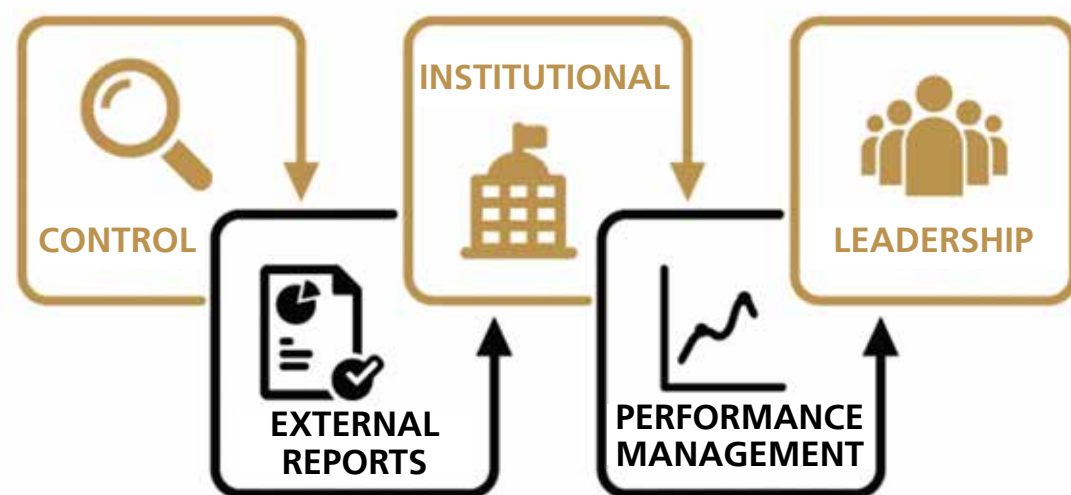 CONTROL
EXTERNAL
REPORTS
INSTITUTIONAL
PERFORMANCE
MANAGEMENT
LEADERSHIP